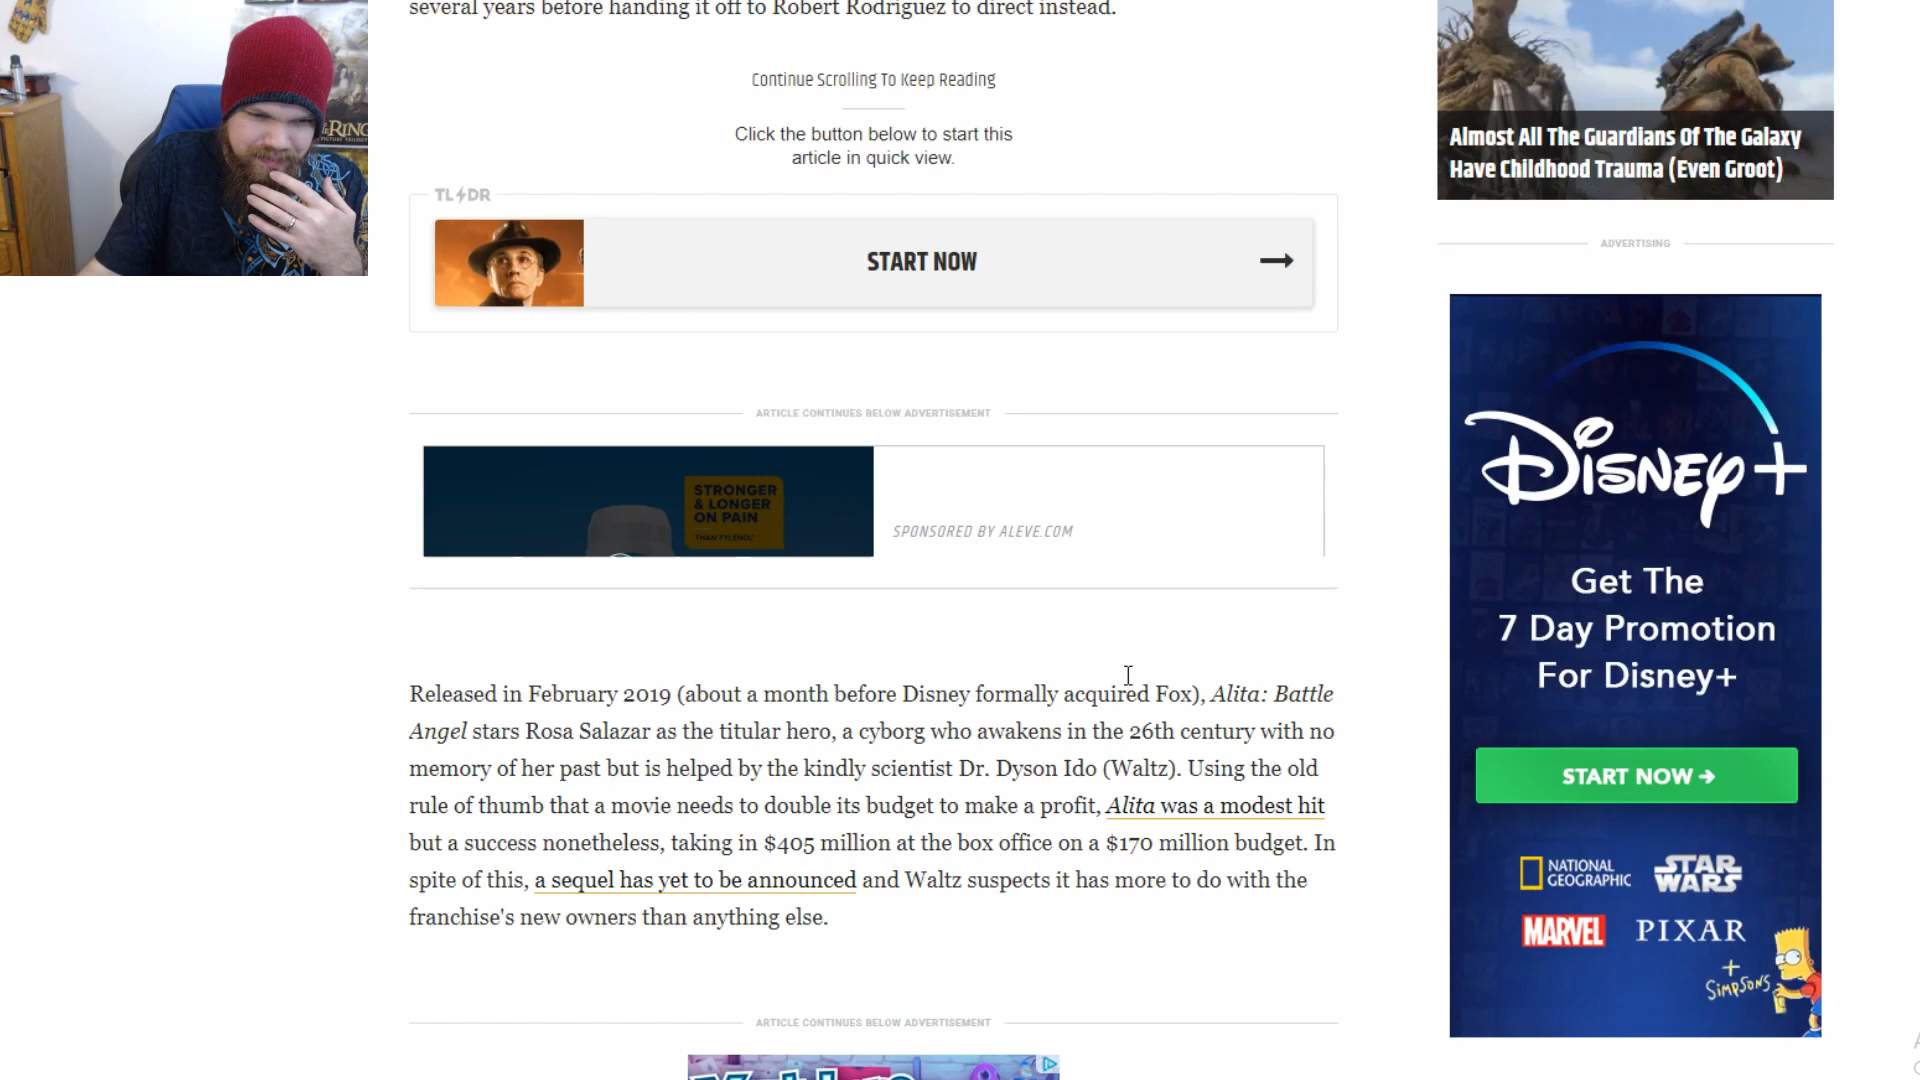 several years before handing it off to Robert Rodriguez to direct instead.
Continue Scrolling To Keep Reading
Click the button below to start this
article in quick view.
TL DR
START NOW
ARTICLE CONTINUES BELOW ADVERTISEMENT
STRONGER
& LONGER
ON PAIN
THAN TYLENOL
SPONSORED BY ALEVE.COM
Released in February 2019 (about a month before Disney formally acquired Fox), Alita: Battle
Angel stars Rosa Salazar as the titular hero, a cyborg who awakens in the 26th century with no
memory of her past but is helped by the kindly scientist Dr. Dyson Ido (Waltz). Using the old
rule of thumb that a movie needs to double its budget to make a profit, Alita was a modest hit
but a success nonetheless, taking in $405 million at the box office on a $170 million budget. In
spite of this, a sequel has yet to be announced and Waltz suspects it has more to do with the
franchise's new owners than anything else.
ARTICLE CONTINUES BELOW ADVERTISEMENT
Almost All The Guardians Of The Galaxy
Have Childhood Trauma (Even Groot)
ADVERTISING
Disney+
Get The
7 Day Promotion
For Disney+
START NOW →
NATIONAL
GEOGRAPHIC
STAR
WARS
MARVEL
PIXAR
+
SIMPSONS